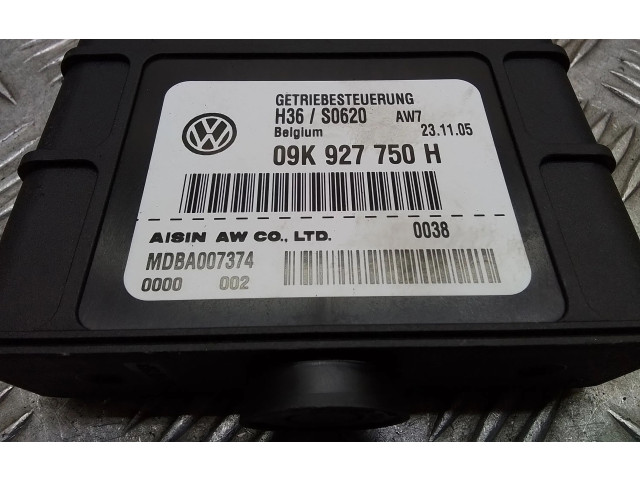 GETRIEBESTEUERUNG
H36 / S0620 AW7
Belgium 23.11.05
09K 927 750 H
AISIN AW CO., LTD. 0038
MDBA007374
0000 002